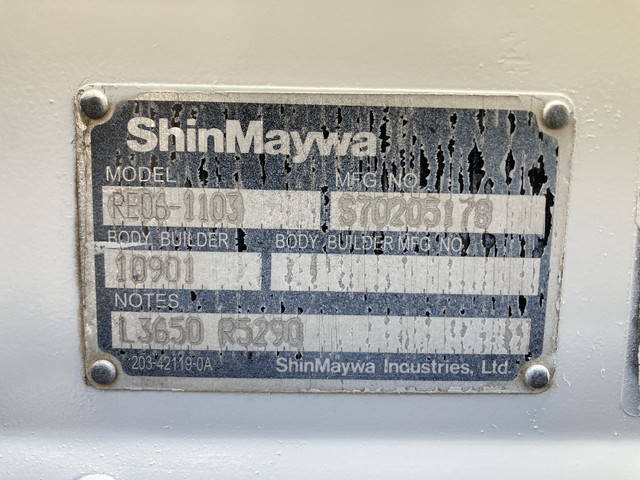 ShinMaywa
MODEL MFG. NO.
RE06-1103 S70205178
BODY BUILDER BODY BUILDER MFG. NO.
10901
NOTES
L3650 R5290
203-42119-0A ShinMaywa Industries, Ltd.